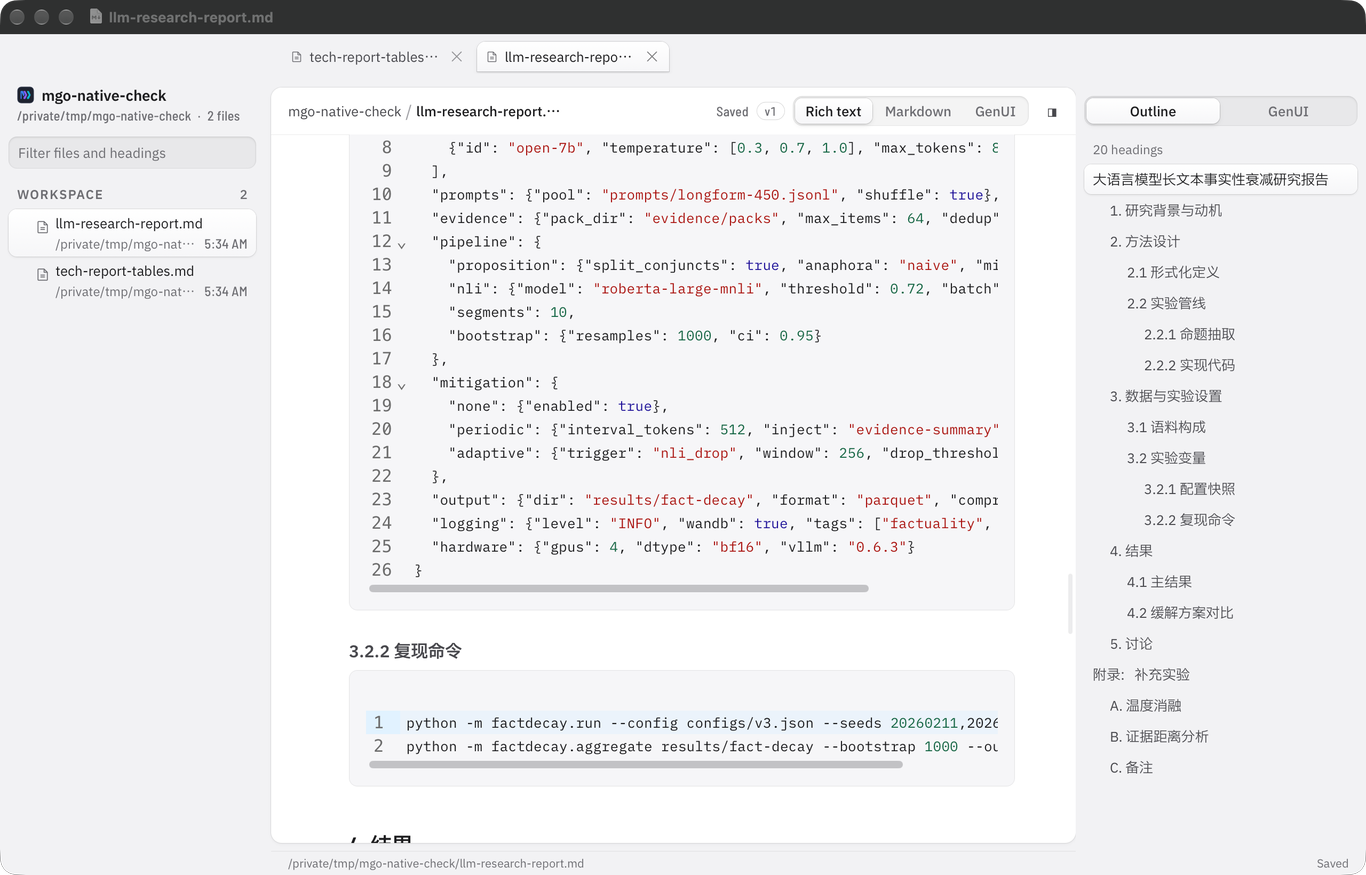 llm-research-report.md
tech-report-tables···
llm-research-repo···
mgo-native-check
/private/tmp/mgo-native-check · 2 files
Filter files and headings
WORKSPACE 2
llm-research-report.md
/private/tmp/mgo-nat··· 5:34 AM
tech-report-tables.md
/private/tmp/mgo-nat··· 5:34 AM
mgo-native-check / llm-research-report.···
Saved v1 Rich text Markdown GenUI
8 {"id": "open-7b", "temperature": [0.3, 0.7, 1.0], "max_tokens": 8
9 ],
10 "prompts": {"pool": "prompts/longform-450.jsonl", "shuffle": true},
11 "evidence": {"pack_dir": "evidence/packs", "max_items": 64, "dedup"
12 "pipeline": {
13 "proposition": {"split_conjuncts": true, "anaphora": "naive", "mi
14 "nli": {"model": "roberta-large-mnli", "threshold": 0.72, "batch"
15 "segments": 10,
16 "bootstrap": {"resamples": 1000, "ci": 0.95}
17 },
18 "mitigation": {
19 "none": {"enabled": true},
20 "periodic": {"interval_tokens": 512, "inject": "evidence-summary"
21 "adaptive": {"trigger": "nli_drop", "window": 256, "drop_threshol
22 },
23 "output": {"dir": "results/fact-decay", "format": "parquet", "compr
24 "logging": {"level": "INFO", "wandb": true, "tags": ["factuality",
25 "hardware": {"gpus": 4, "dtype": "bf16", "vllm": "0.6.3"}
26 }
3.2.2 复现命令
1 python -m factdecay.run --config configs/v3.json --seeds 20260211,2026
2 python -m factdecay.aggregate results/fact-decay --bootstrap 1000 --ou
4. 结果
/private/tmp/mgo-native-check/llm-research-report.md
Saved
Outline GenUI
20 headings
大语言模型长文本事实性衰减研究报告
1. 研究背景与动机
2. 方法设计
2.1 形式化定义
2.2 实验管线
2.2.1 命题抽取
2.2.2 实现代码
3. 数据与实验设置
3.1 语料构成
3.2 实验变量
3.2.1 配置快照
3.2.2 复现命令
4. 结果
4.1 主结果
4.2 缓解方案对比
5. 讨论
附录： 补充实验
A. 温度消融
B. 证据距离分析
C. 备注